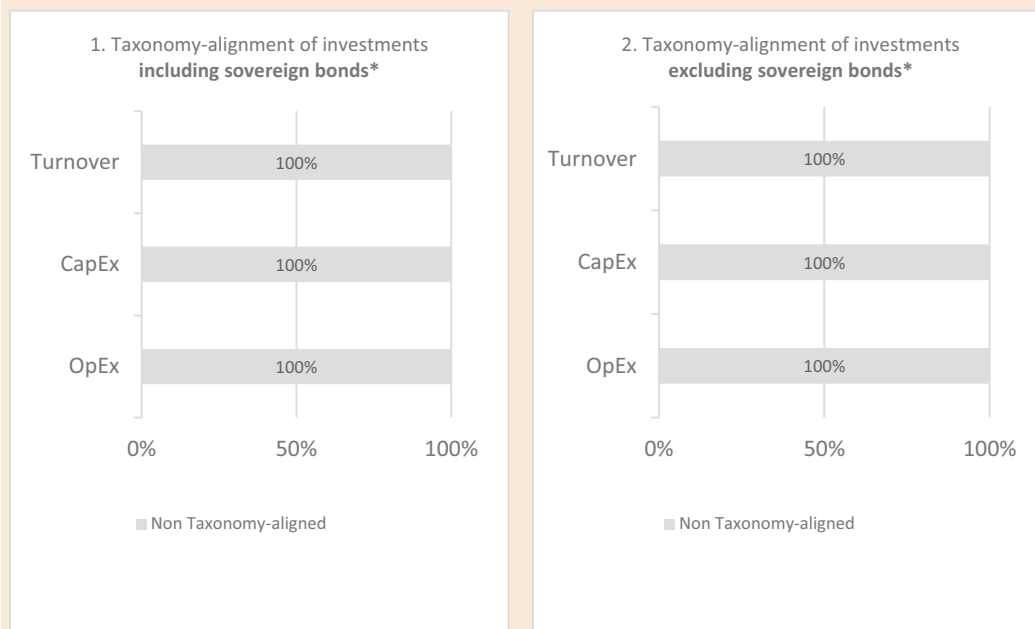 1. Taxonomy-alignment of investments
including sovereign bonds*
Turnover
100%
CapEx
100%
OpEx
100%
0%
50%
100%
Non Taxonomy-aligned
2. Taxonomy-alignment of investments
excluding sovereign bonds*
Turnover
100%
CapEx
100%
OpEx
100%
0%
50%
100%
Non Taxonomy-aligned